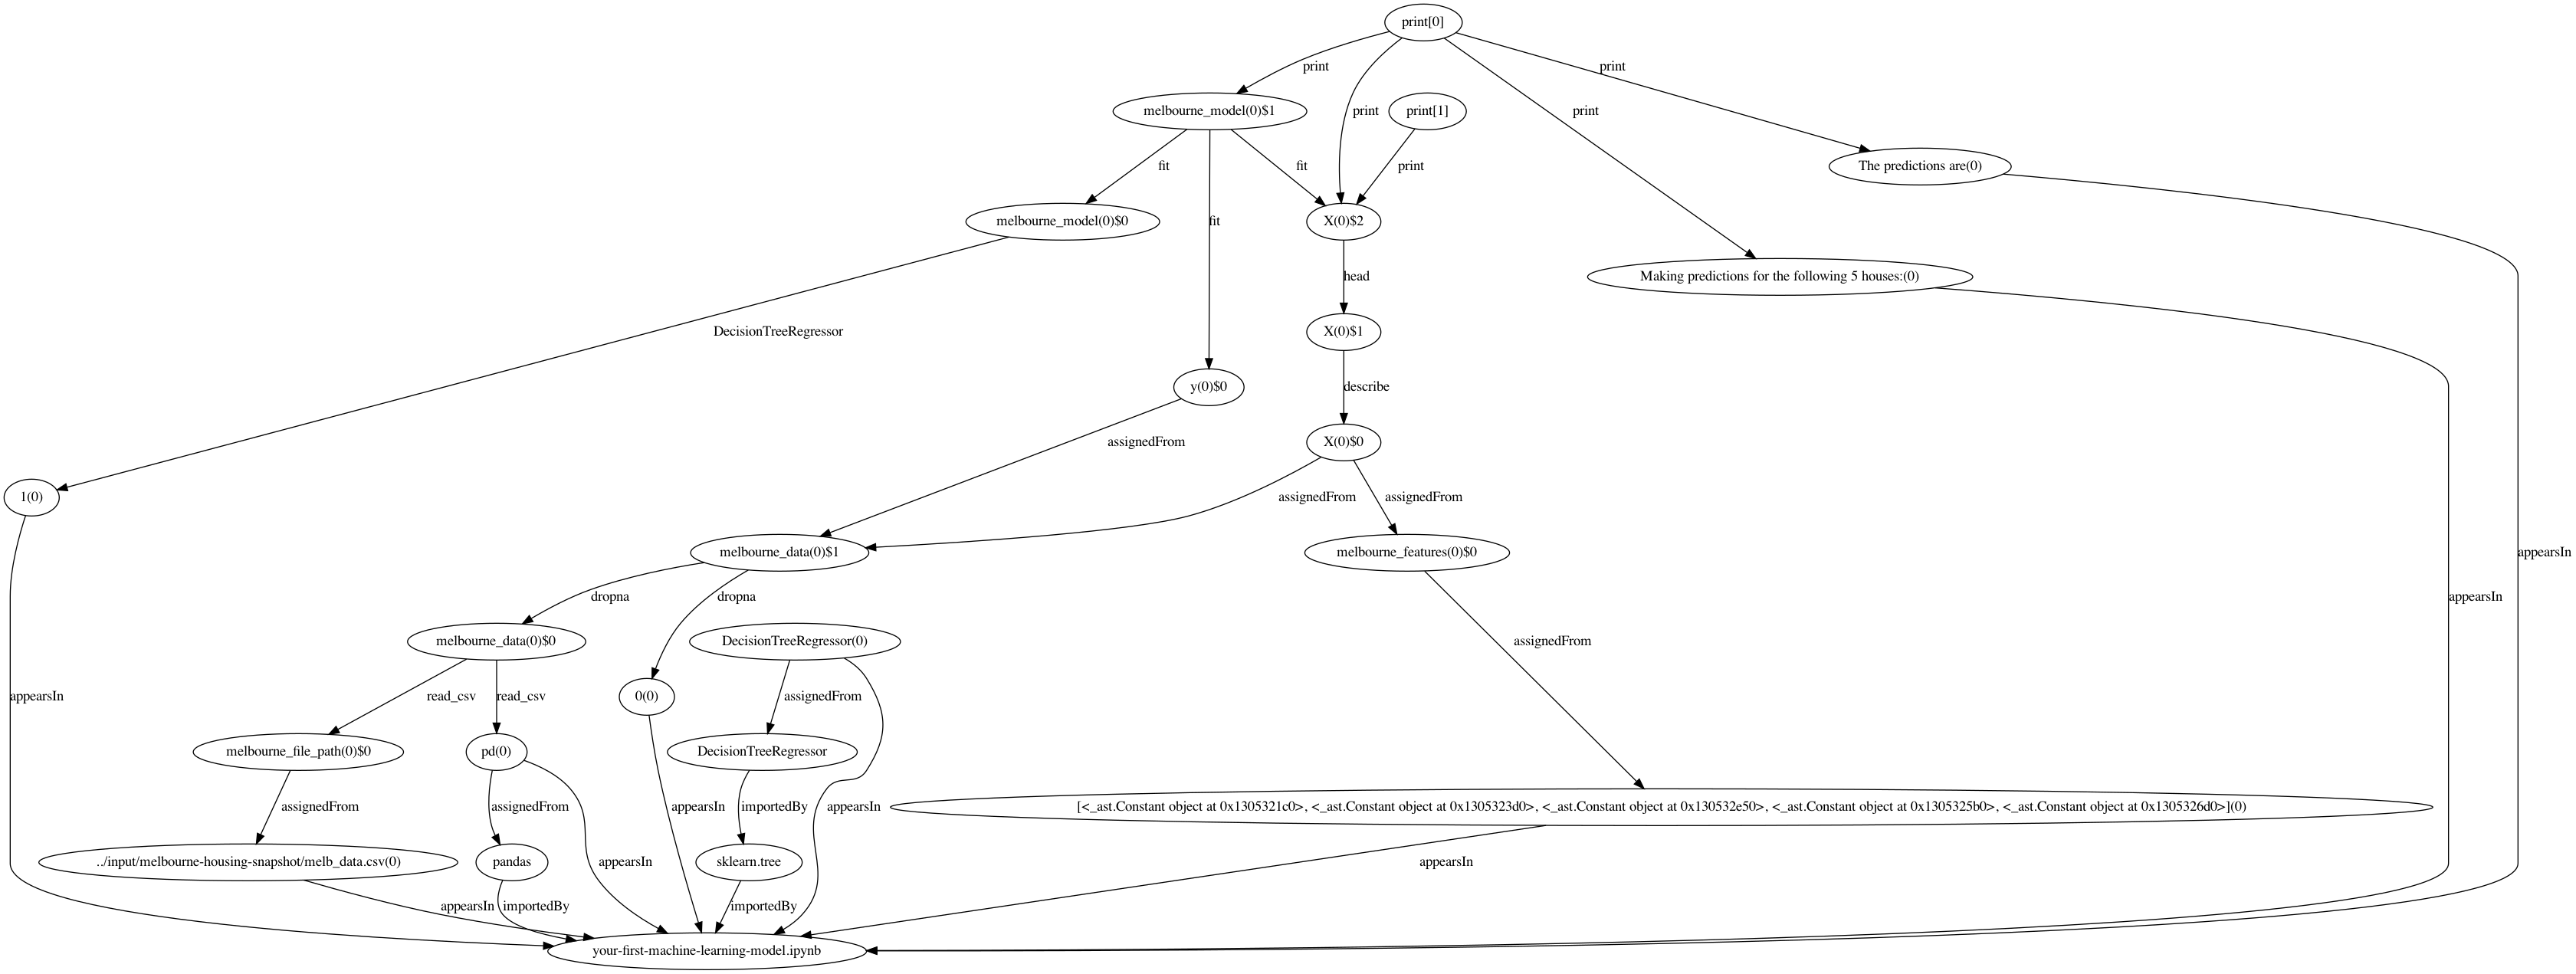 print[0]
print
print
melbourne_model(0)$1
print
print[1]
print
fit
fit
print
The predictions are(0)
melbourne_model(0)$0
fit
X(0)$2
head
Making predictions for the following 5 houses:(0)
DecisionTreeRegressor
X(0)$1
y(0)$0
describe
assignedFrom
X(0)$0
1(0)
assignedFrom
assignedFrom
melbourne_data(0)$1
melbourne_features(0)$0
appearsIn
dropna
dropna
appearsIn
melbourne_data(0)$0
DecisionTreeRegressor(0)
assignedFrom
appearsIn
read_csv
read_csv
0(0)
assignedFrom
melbourne_file_path(0)$0
pd(0)
DecisionTreeRegressor
assignedFrom
assignedFrom
appearsIn
importedBy
appearsIn
[<_ast.Constant object at 0x1305321c0>, <_ast.Constant object at 0x1305323d0>, <_ast.Constant object at 0x130532e50>, <_ast.Constant object at 0x1305325b0>, <_ast.Constant object at 0x1305326d0>](0)
../input/melbourne-housing-snapshot/melb_data.csv(0)
pandas
appearsIn
sklearn.tree
appearsIn
appearsIn
importedBy
importedBy
your-first-machine-learning-model.ipynb